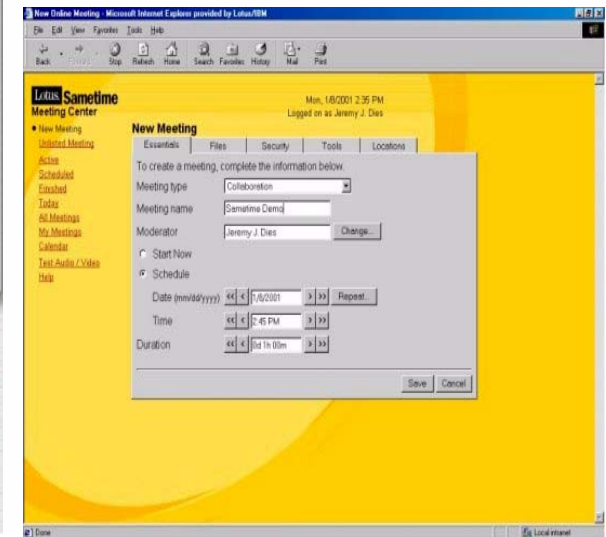 New Online Meeting - Microsoft Internet Explorer provided by Lotus/IBM
File Edit View Favorites Tools Help
Back Forward Stop Refresh Home Search Favorites History Mail Print
Lotus Sametime
Meeting Center
Mon, 1/8/2001 2:35 PM
Logged on as Jeremy J. Dies
New Meeting
Unlisted Meeting
Active
Scheduled
Finished
Today
All Meetings
My Meetings
Calendar
Test Audio / Video
Help
New Meeting
Essentials Files Security Tools Locations
To create a meeting, complete the information below.
Meeting type Collaboration
Meeting name Sametime Demo
Moderator Jeremy J. Dies Change...
Start Now
Schedule
Date (mm/dd/yyyy) << < 1/8/2001 > >> Repeat...
Time << < 2:45 PM > >>
Duration << < 0d 1h 00m > >>
Save Cancel
Done Local intranet